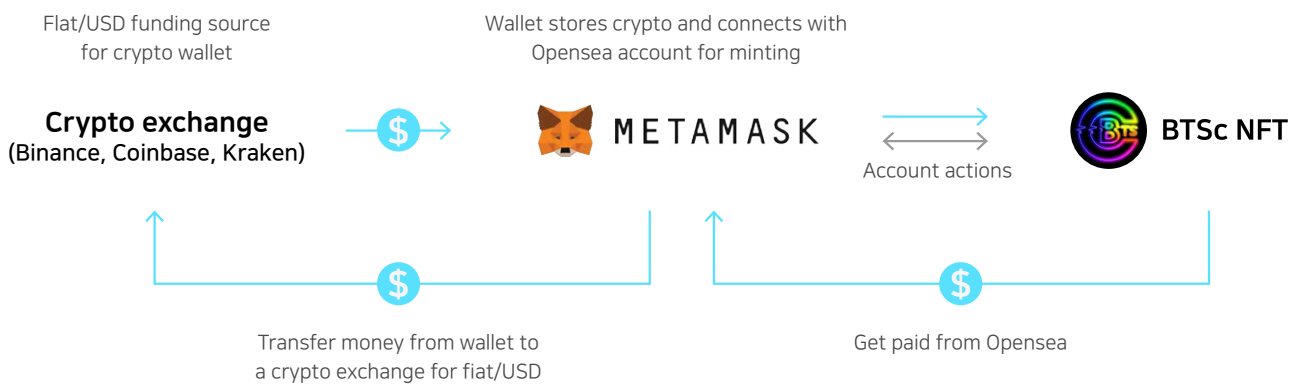 Flat/USD funding source
for crypto wallet
Wallet stores crypto and connects with
Opensea account for minting
Crypto exchange
(Binance, Coinbase, Kraken)
$
METAMASK
Account actions
BTS
BTSc NFT
$
$
Transfer money from wallet to
a crypto exchange for fiat/USD
Get paid from Opensea